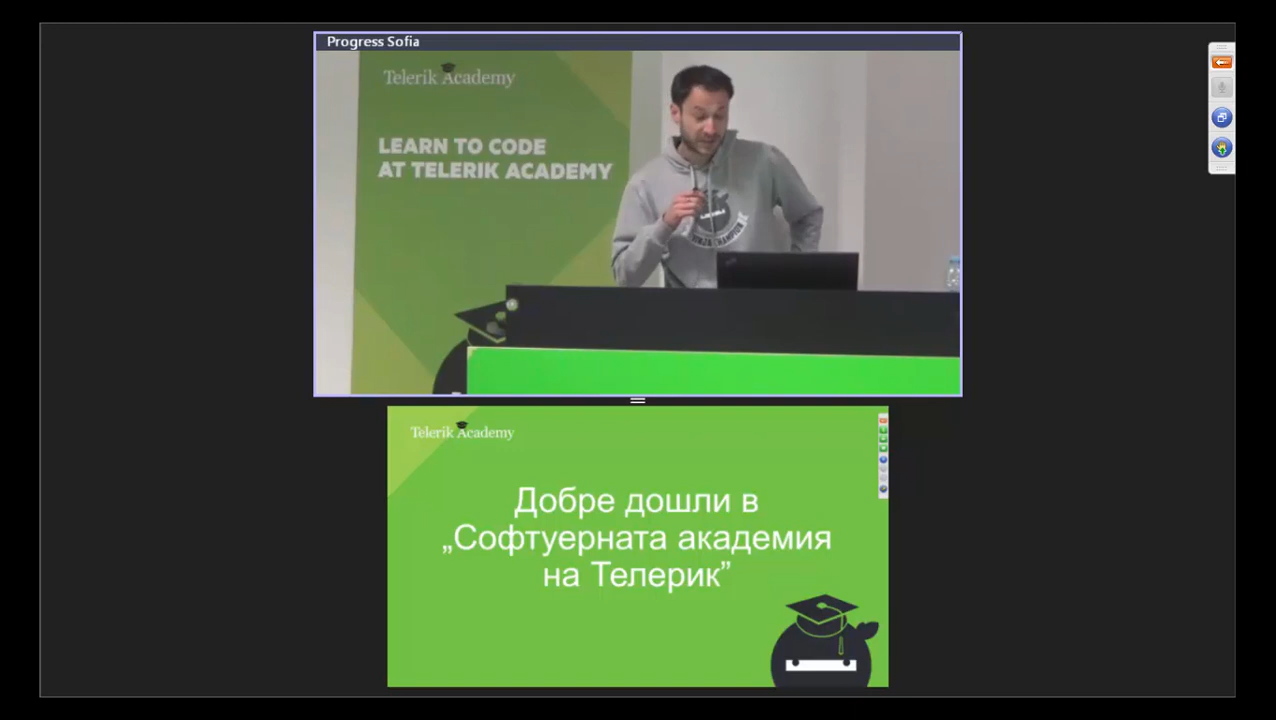 Progress Sofia
Telerik Academy
LEARN TO CODE
AT TELERIK ACADEMY
Telerik Academy
Добре дошли в
„Софтуерната академия
на Телерик”